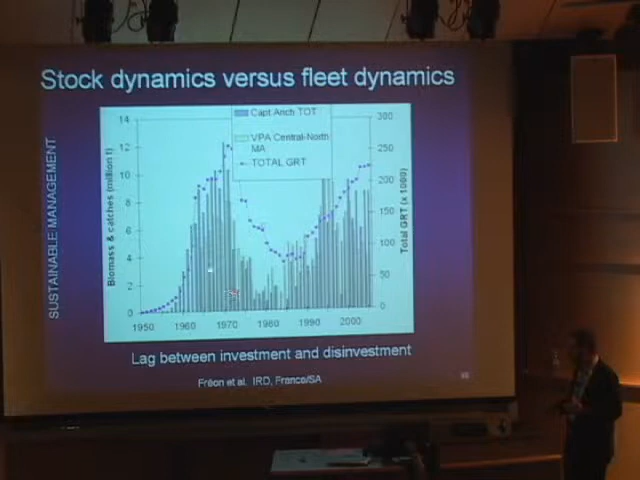 Stock dynamics versus fleet dynamics
SUSTAINABLE MANAGEMENT
Capt Anch TOT
VPA Central-North
MA
TOTAL GRT
Biomass & catches (million t)
14
12
10
8
6
4
2
0
300
250
200
150
100
50
0
Total GRT (x 1000)
1950 1960 1970 1980 1990 2000
Lag between investment and disinvestment
Fréon et al. IRD, France/SA